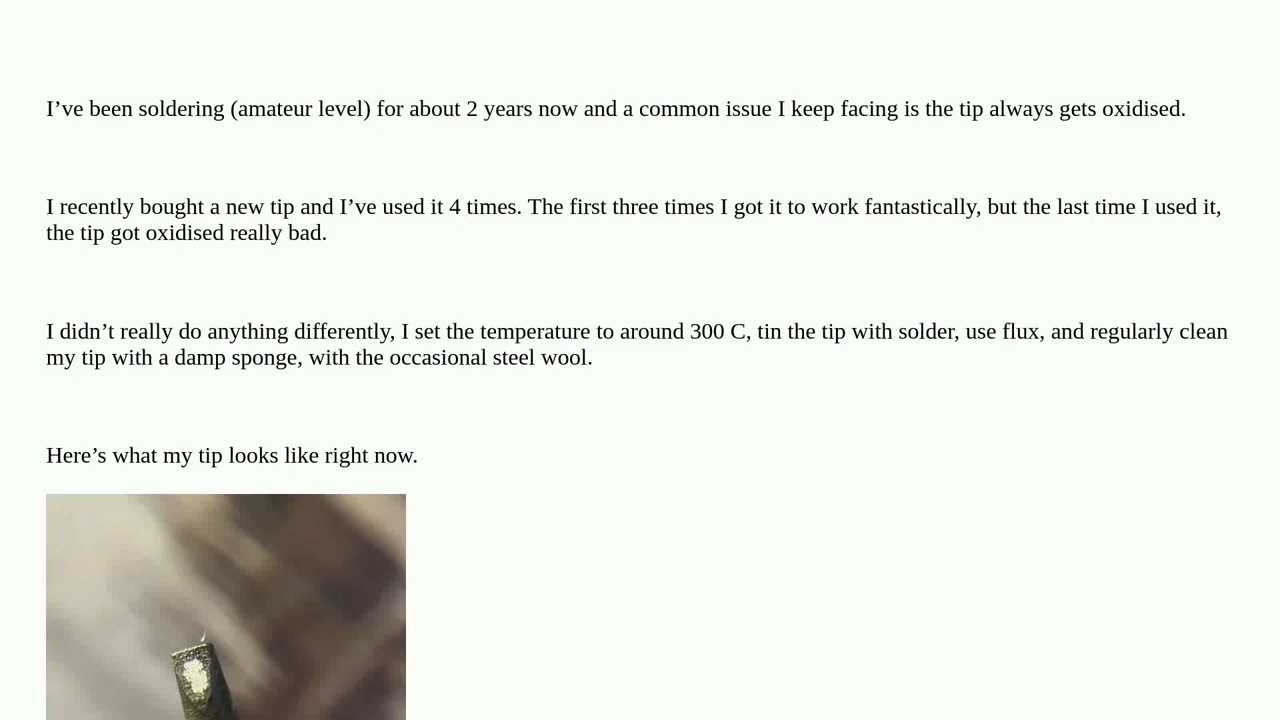 I’ve been soldering (amateur level) for about 2 years now and a common issue I keep facing is the tip always gets oxidised.
I recently bought a new tip and I’ve used it 4 times. The first three times I got it to work fantastically, but the last time I used it,
the tip got oxidised really bad.
I didn’t really do anything differently, I set the temperature to around 300 C, tin the tip with solder, use flux, and regularly clean
my tip with a damp sponge, with the occasional steel wool.
Here’s what my tip looks like right now.